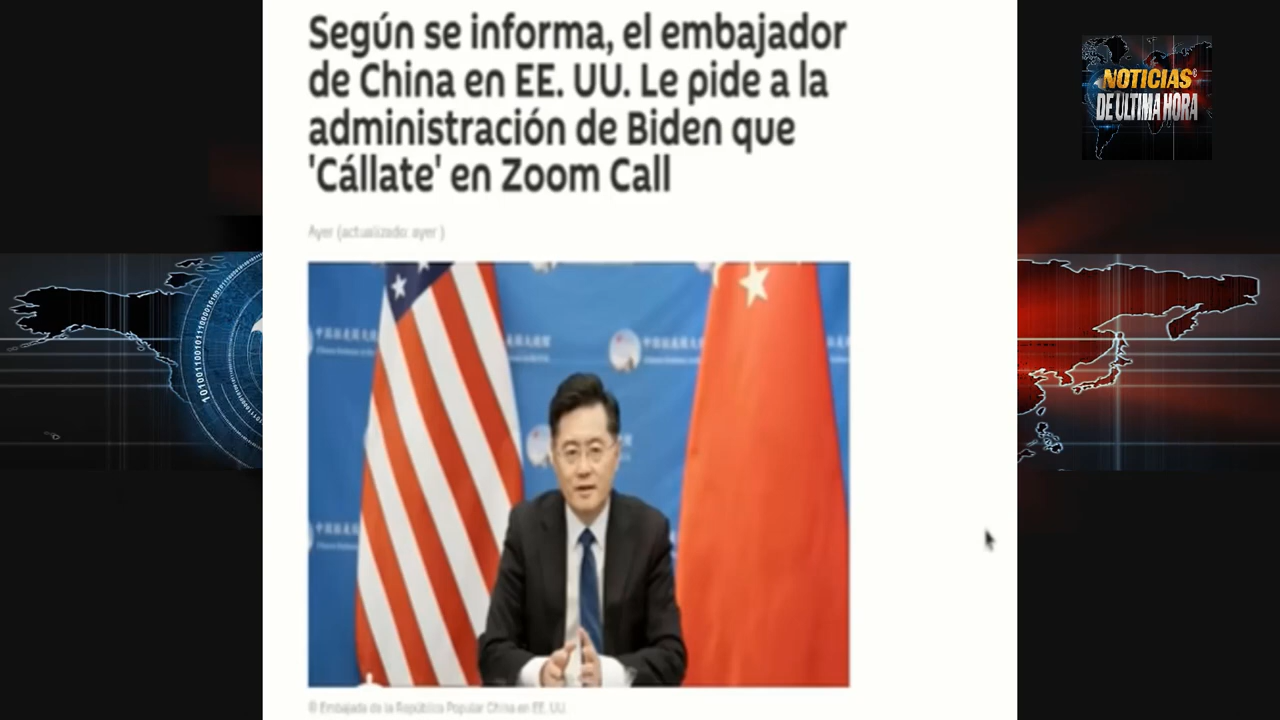 Según se informa, el embajador
de China en EE. UU. Le pide a la
administración de Biden que
'Cállate' en Zoom Call
NOTICIAS
DE ULTIMA HORA
Ayer (actualizado: ayer )
© Embajada de la República Popular China en EE. UU.